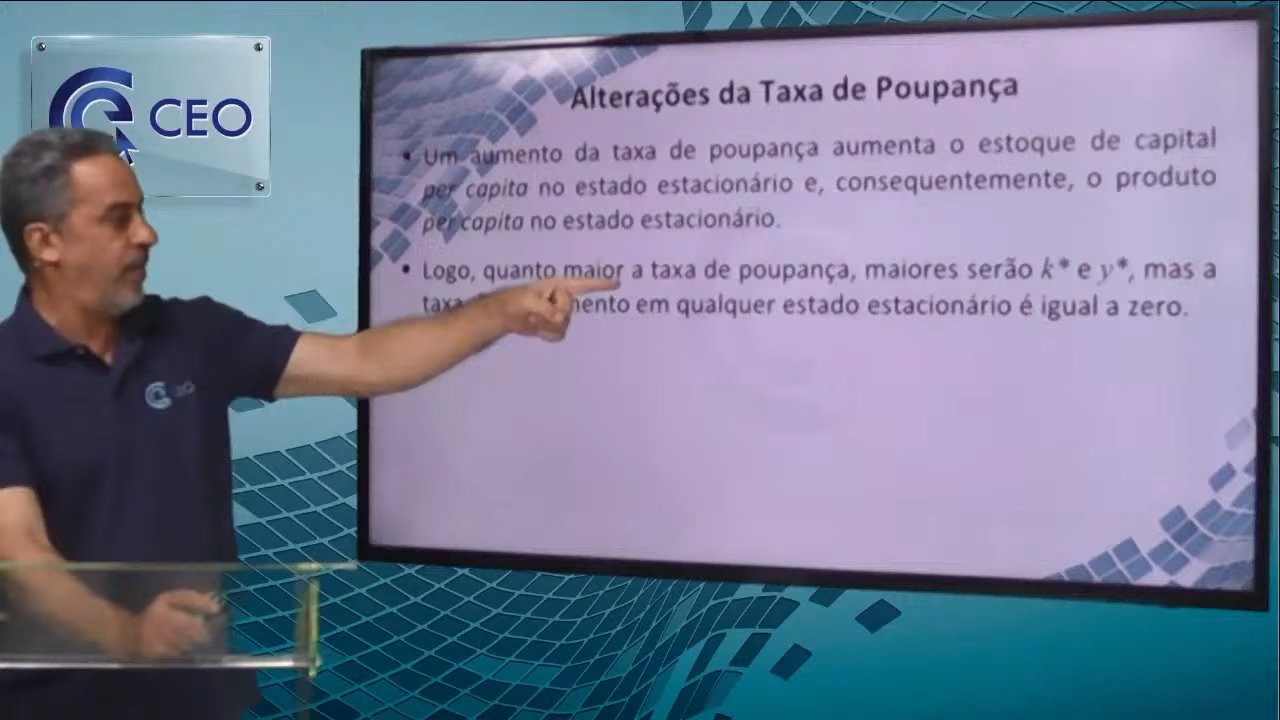 CEO
Alterações da Taxa de Poupança
• Um aumento da taxa de poupança aumenta o estoque de capital
per capita no estado estacionário e, consequentemente, o produto
per capita no estado estacionário.
• Logo, quanto maior a taxa de poupança, maiores serão k* e y*, mas a
taxa mento em qualquer estado estacionário é igual a zero.